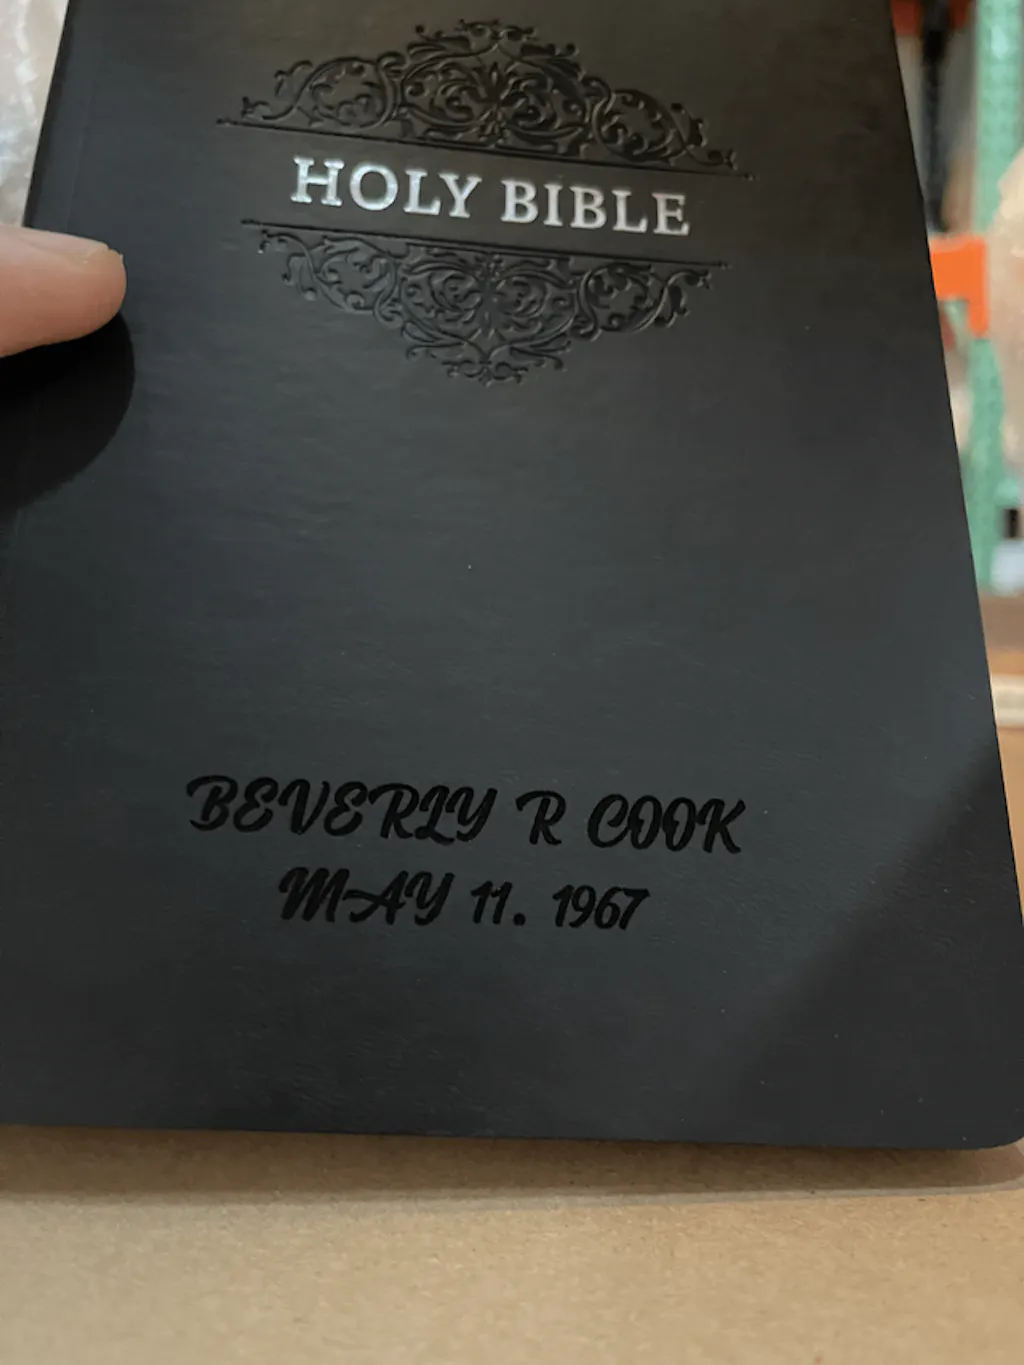 HOLY BIBLE
BEVERLY R COOK
MAY 11. 1967